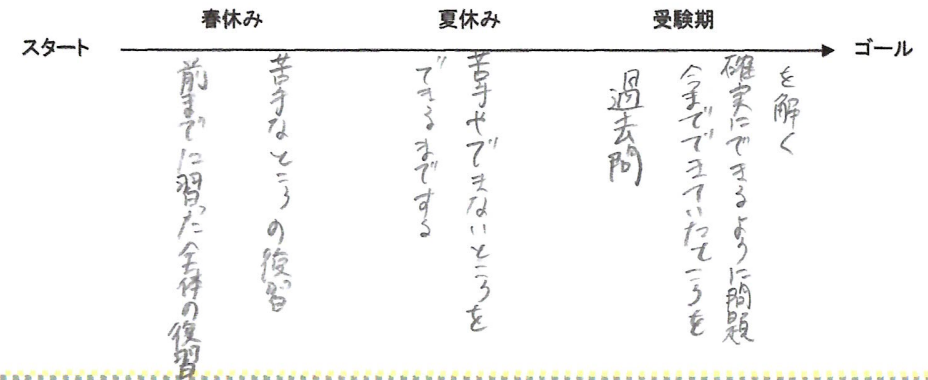 春休み
夏休み
受験期
スタート
ゴール
苦手なところの復習
前までに習った全体の復習
苦手やできないところを
できるまでする
過去問
今までできていたところを
確実にできるように問題
を解く